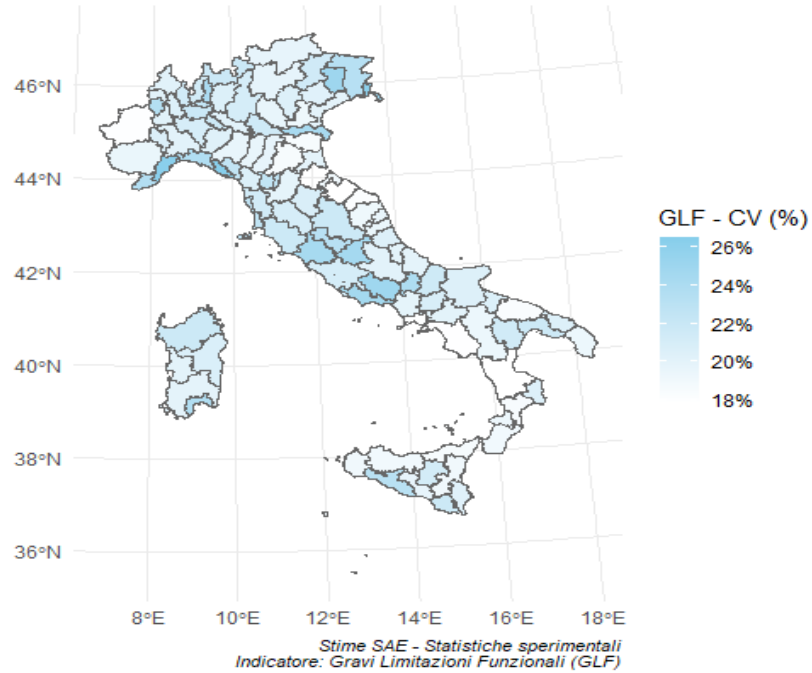 46°N
44°N
42°N
40°N
38°N
36°N
8°E 10°E 12°E 14°E 16°E 18°E
GLF - CV (%)
26%
24%
22%
20%
18%
Stime SAE - Statistiche sperimentali
Indicatore: Gravi Limitazioni Funzionali (GLF)